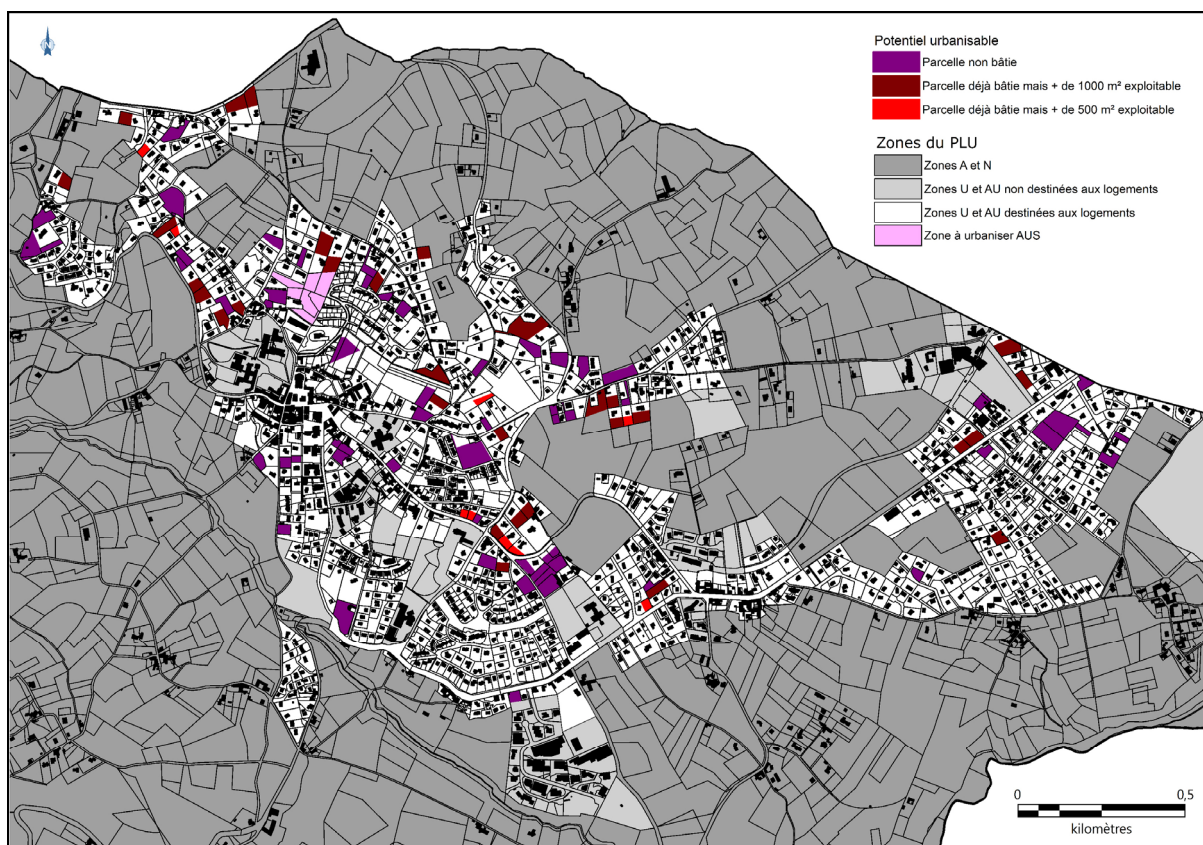 Potentiel urbanisable
Parcelle non bâtie
Parcelle déjà bâtie mais + de 1000 m² exploitable
Parcelle déjà bâtie mais + de 500 m² exploitable
Zones du PLU
Zones A et N
Zones U et AU non destinées aux logements
Zones U et AU destinées aux logements
Zone à urbaniser AUS
0 0,5
kilomètres